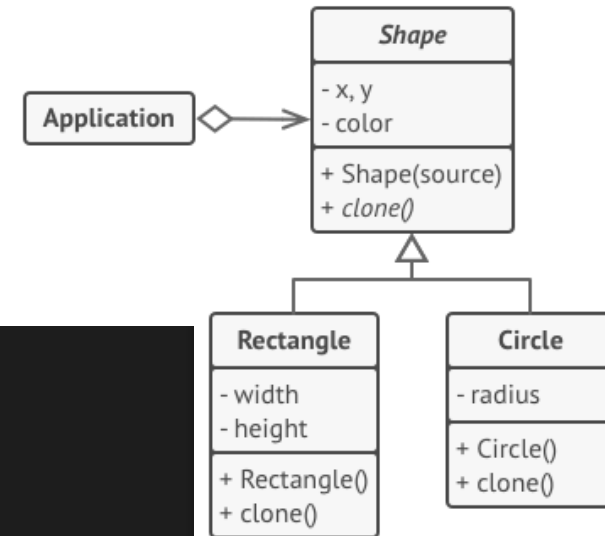 Shape
- x, y
- color
+ Shape(source)
+ clone()
Application
Rectangle
- width
- height
+ Rectangle()
+ clone()
Circle
- radius
+ Circle()
+ clone()